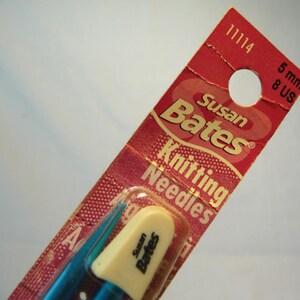 11114
5 mm
8 US
Susan
Bates®
Knitting
Needles
Susan
Bates